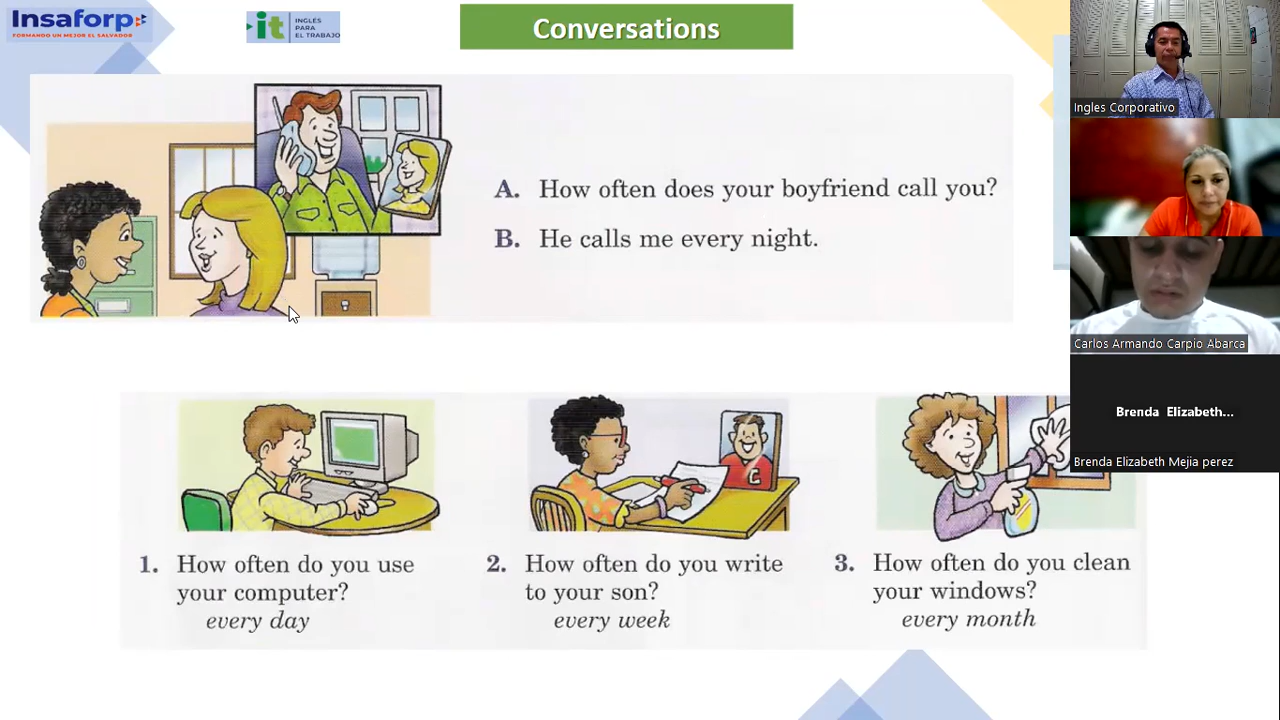 Insaforp
FORMANDO UN MEJOR EL SALVADOR
it
INGLÉS
PARA
EL TRABAJO
Conversations
A. How often does your boyfriend call you?
B. He calls me every night.
C
1. How often do you use
your computer?
every day
2. How often do you write
to your son?
every week
3. How often do you clean
your windows?
every month
Ingles Corporativo
Carlos Armando Carpio Abarca
Brenda Elizabeth...
Brenda Elizabeth Mejia perez